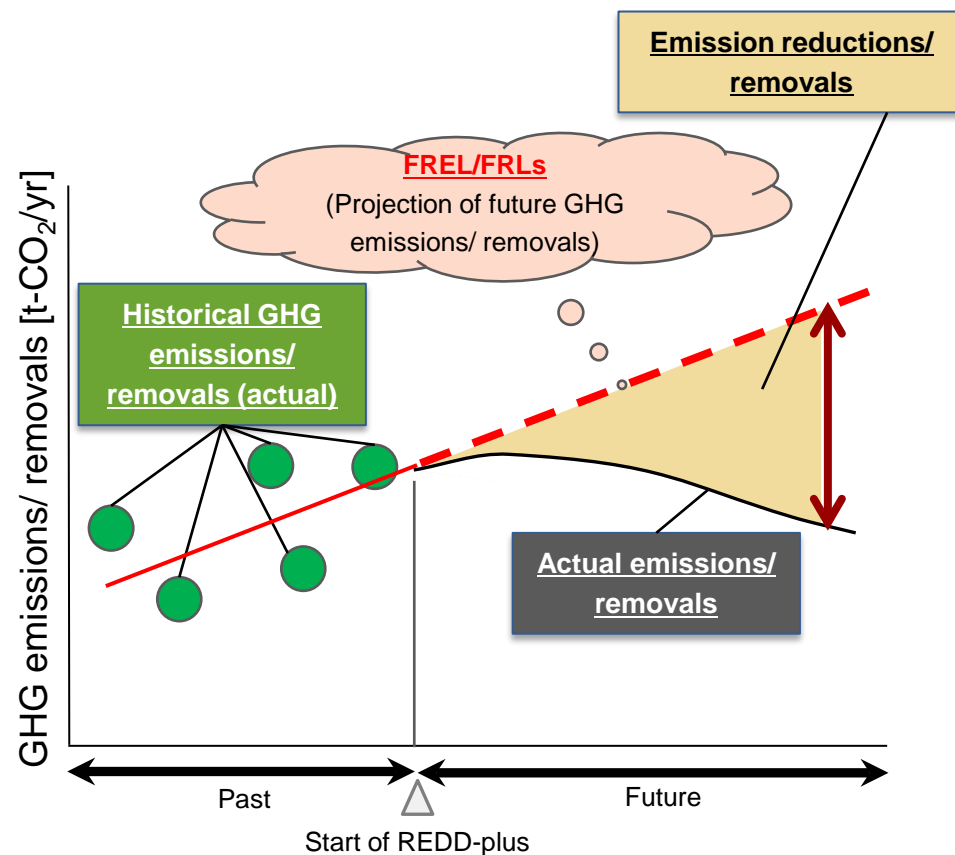 Emission reductions/
removals
FREL/FRLs
(Projection of future GHG
emissions/ removals)
GHG emissions/ removals [t-CO₂/yr]
Historical GHG
emissions/
removals (actual)
Actual emissions/
removals
Past
Future
Start of REDD-plus